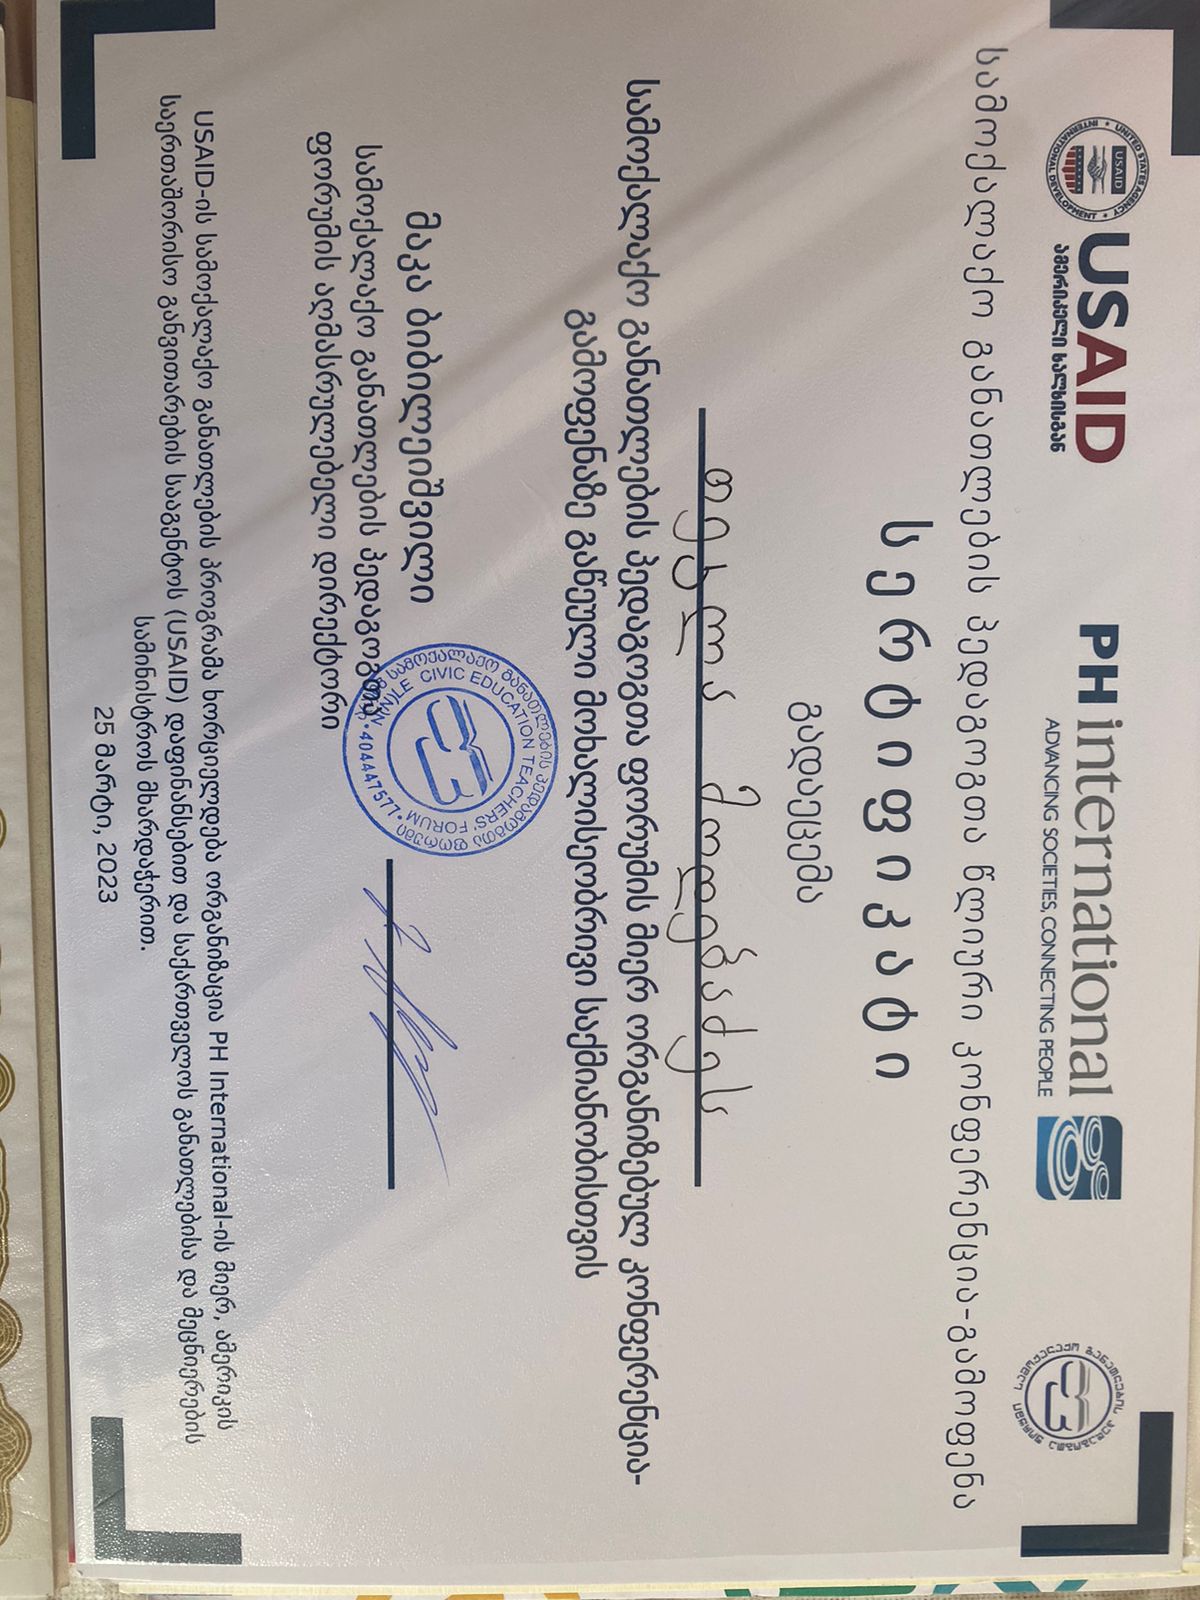 USAID
ამერიკელი ხალხისგან
UNITED STATES AGENCY
USAID
INTERNATIONAL DEVELOPMENT
PH international
ADVANCING SOCIETIES, CONNECTING PEOPLE
სამოქალაქო განათლების პედაგოგთა ფორუმი
სამოქალაქო განათლების პედაგოგთა წლიური კონფერენცია-გამოფენა
სერტიფიკატი
გადაეცემა
თეკლა მოდებაძეს
სამოქალაქო განათლების პედაგოგთა ფორუმის მიერ ორგანიზებულ კონფერენცია-
გამოფენაზე გაწეული მოხალისეობრივი საქმიანობისთვის
სამოქალაქო განათლების პედაგოგთა ფორუმი
N(N)LE CIVIC EDUCATION TEACHERS' FORUM
404447577
მაკა ბიბილეიშვილი
სამოქალაქო განათლების პედაგოგთა
ფორუმის აღმასრულებელი დირექტორი
USAID-ის სამოქალაქო განათლების პროგრამა ხორციელდება ორგანიზაცია PH International-ის მიერ, ამერიკის
საერთაშორისო განვითარების სააგენტოს (USAID) დაფინანსებით და საქართველოს განათლებისა და მეცნიერების
სამინისტროს მხარდაჭერით.
25 მარტი, 2023